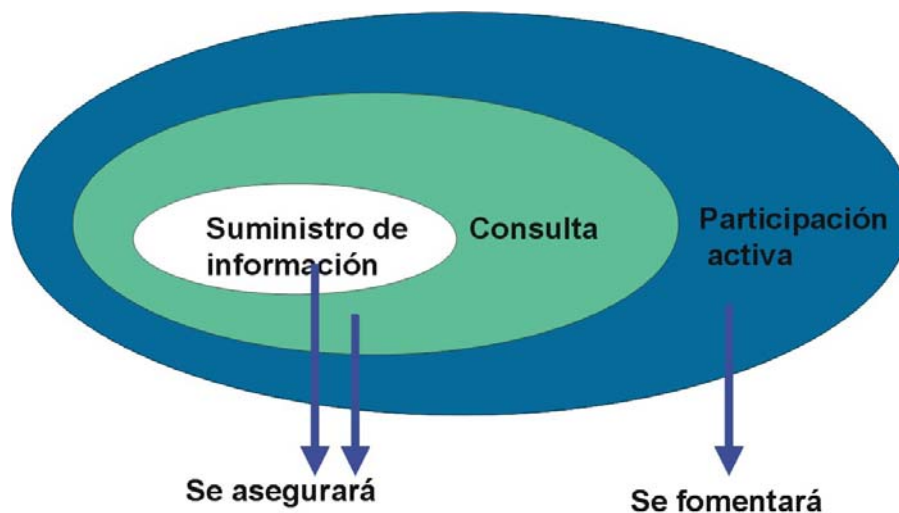 Suministro de
información
Consulta
Participación
activa
Se asegurará
Se fomentará